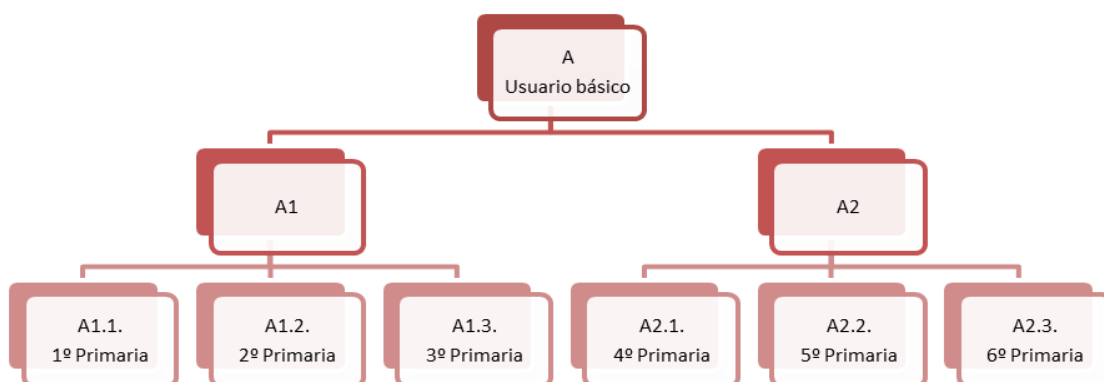 A
Usuario básico
A1
A2
A1.1.
1º Primaria
A1.2.
2º Primaria
A1.3.
3º Primaria
A2.1.
4º Primaria
A2.2.
5º Primaria
A2.3.
6º Primaria